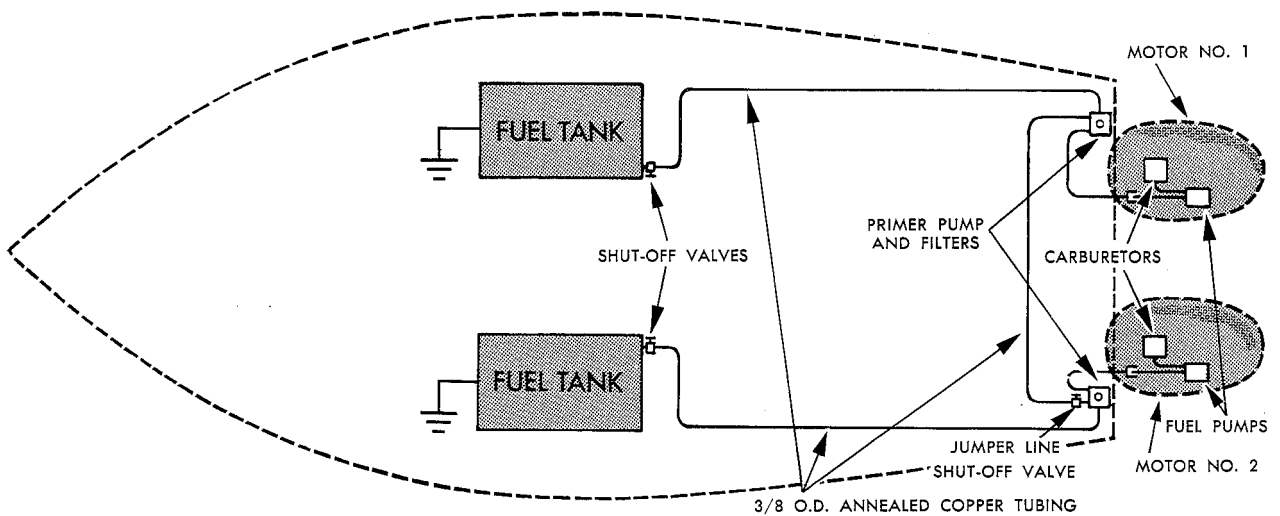 MOTOR NO. 1
FUEL TANK
PRIMER PUMP
AND FILTERS
SHUT-OFF VALVES
CARBURETORS
FUEL TANK
FUEL PUMPS
JUMPER LINE
SHUT-OFF VALVE
MOTOR NO. 2
3/8 O.D. ANNEALED COPPER TUBING